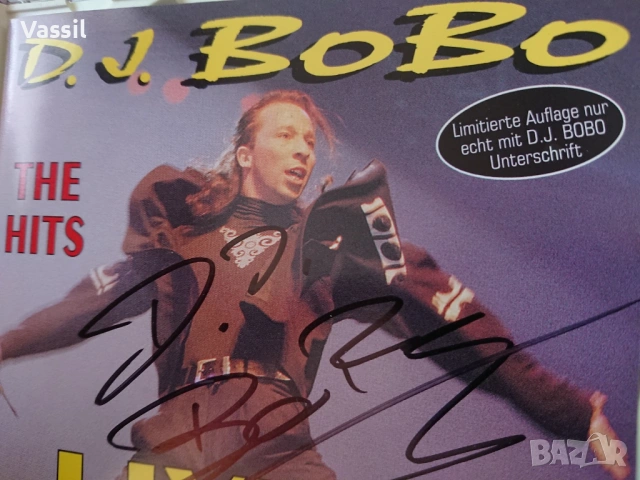 Vassil
D. J. BOBO
Limitierte Auflage nur
echt mit D.J. BOBO
Unterschrift
THE
HITS
D.J.
BAZAR